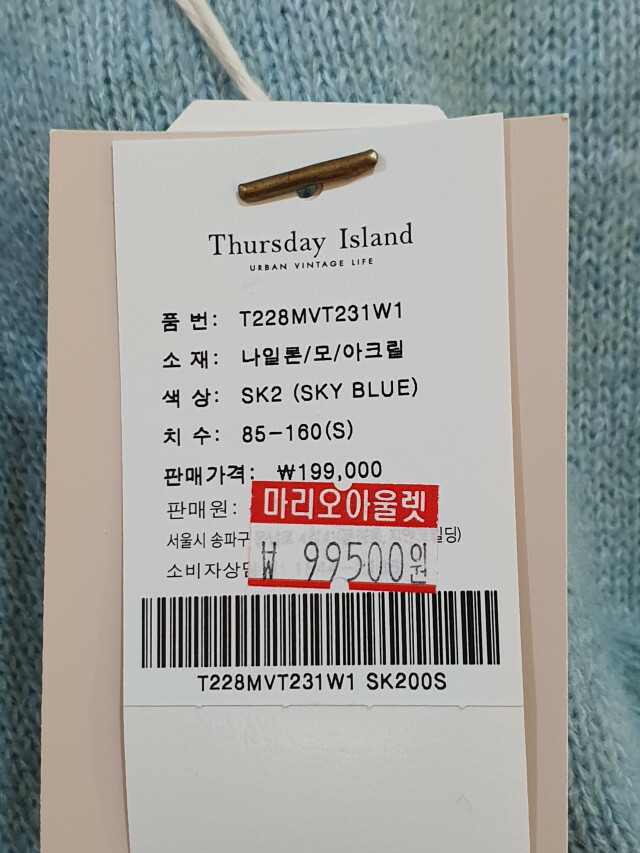 Thursday Island
URBAN VINTAGE LIFE
품 번: T228MVT231W1
소 재: 나일론/모/아크릴
색 상: SK2 (SKY BLUE)
치 수: 85-160(S)
판매가격: ₩199,000
판매원:
마리오아울렛
서울시 송파구
₩ 99500원
소비자상담
T228MVT231W1 SK200S